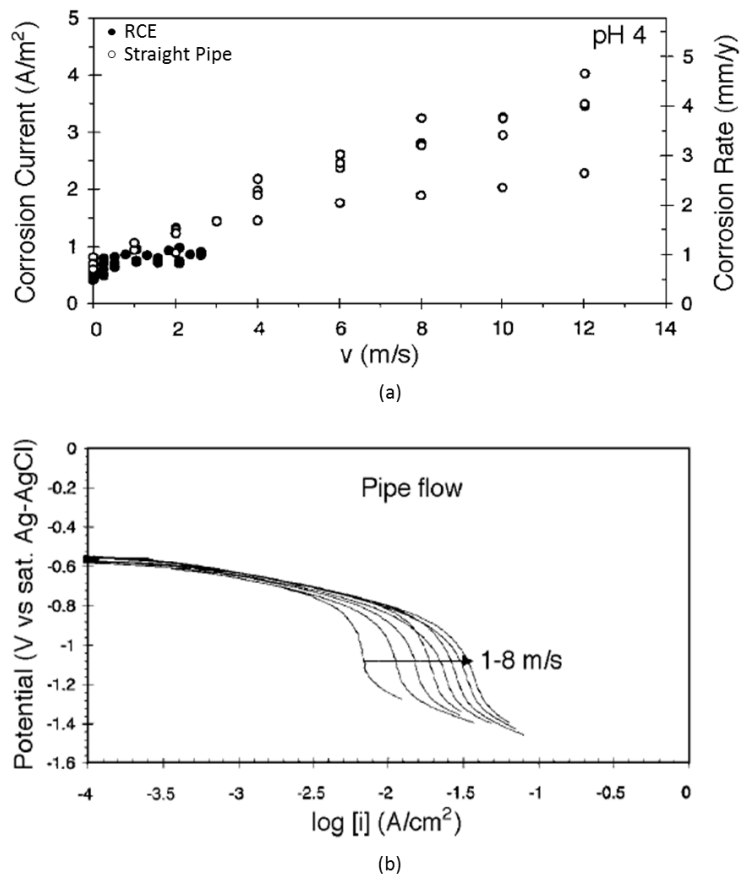 RCE
Straight Pipe
pH 4
Corrosion Current (A/m²)
5
4
3
2
1
0
Corrosion Rate (mm/y)
5
4
3
2
1
0
0 2 4 6 8 10 12 14
v (m/s)
(a)
Potential (V vs sat. Ag-AgCl)
0
-0.2
-0.4
-0.6
-0.8
-1
-1.2
-1.4
-1.6
Pipe flow
1-8 m/s
-4 -3.5 -3 -2.5 -2 -1.5 -1 -0.5 0
log [i] (A/cm²)
(b)